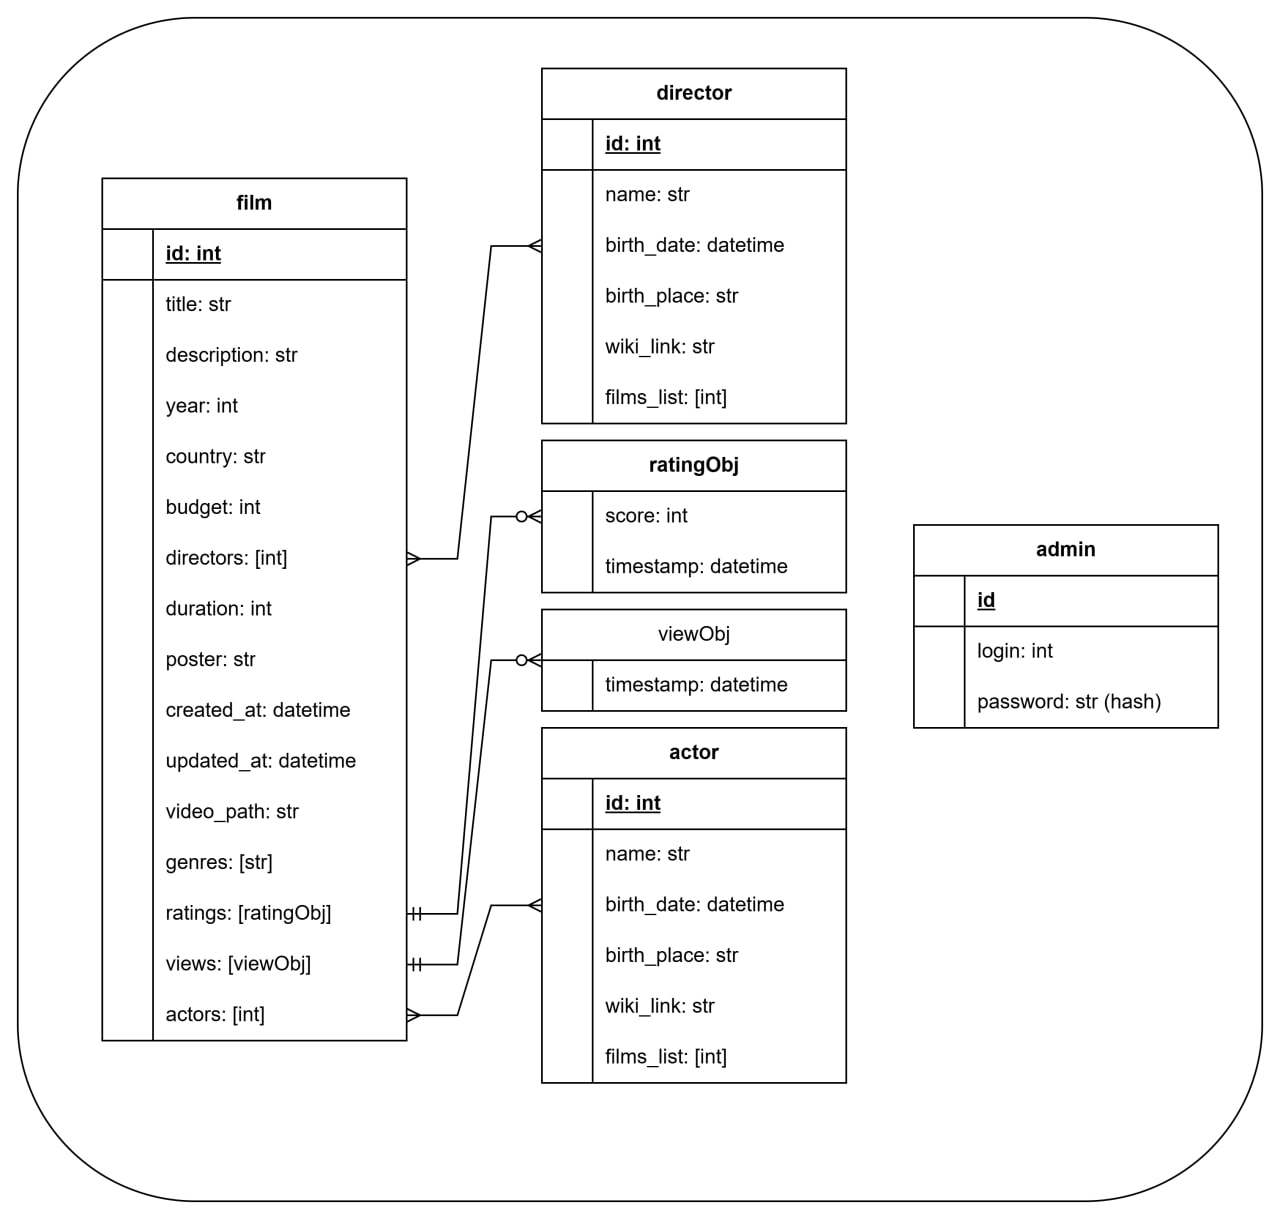 film
id: int
title: str
description: str
year: int
country: str
budget: int
directors: [int]
duration: int
poster: str
created_at: datetime
updated_at: datetime
video_path: str
genres: [str]
ratings: [ratingObj]
views: [viewObj]
actors: [int]
director
id: int
name: str
birth_date: datetime
birth_place: str
wiki_link: str
films_list: [int]
ratingObj
score: int
timestamp: datetime
viewObj
timestamp: datetime
actor
id: int
name: str
birth_date: datetime
birth_place: str
wiki_link: str
films_list: [int]
admin
id
login: int
password: str (hash)